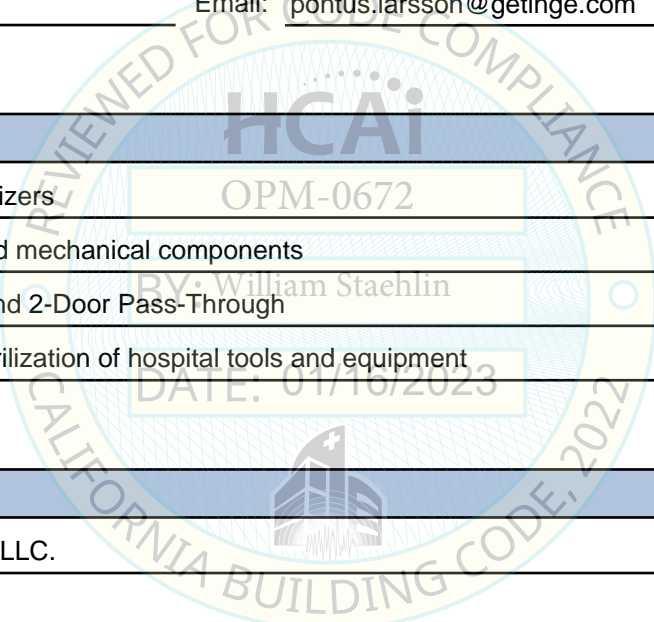 Email: pontus.larsson@getinge.com
REVIEWED FOR CODE COMPLIANCE
HCAi
izers
OPM-0672
d mechanical components
BY: William Staehlin
nd 2-Door Pass-Through
rilization of hospital tools and equipment
DATE: 01/16/2023
LLC.
CALIFORNIA BUILDING CODE, 2022